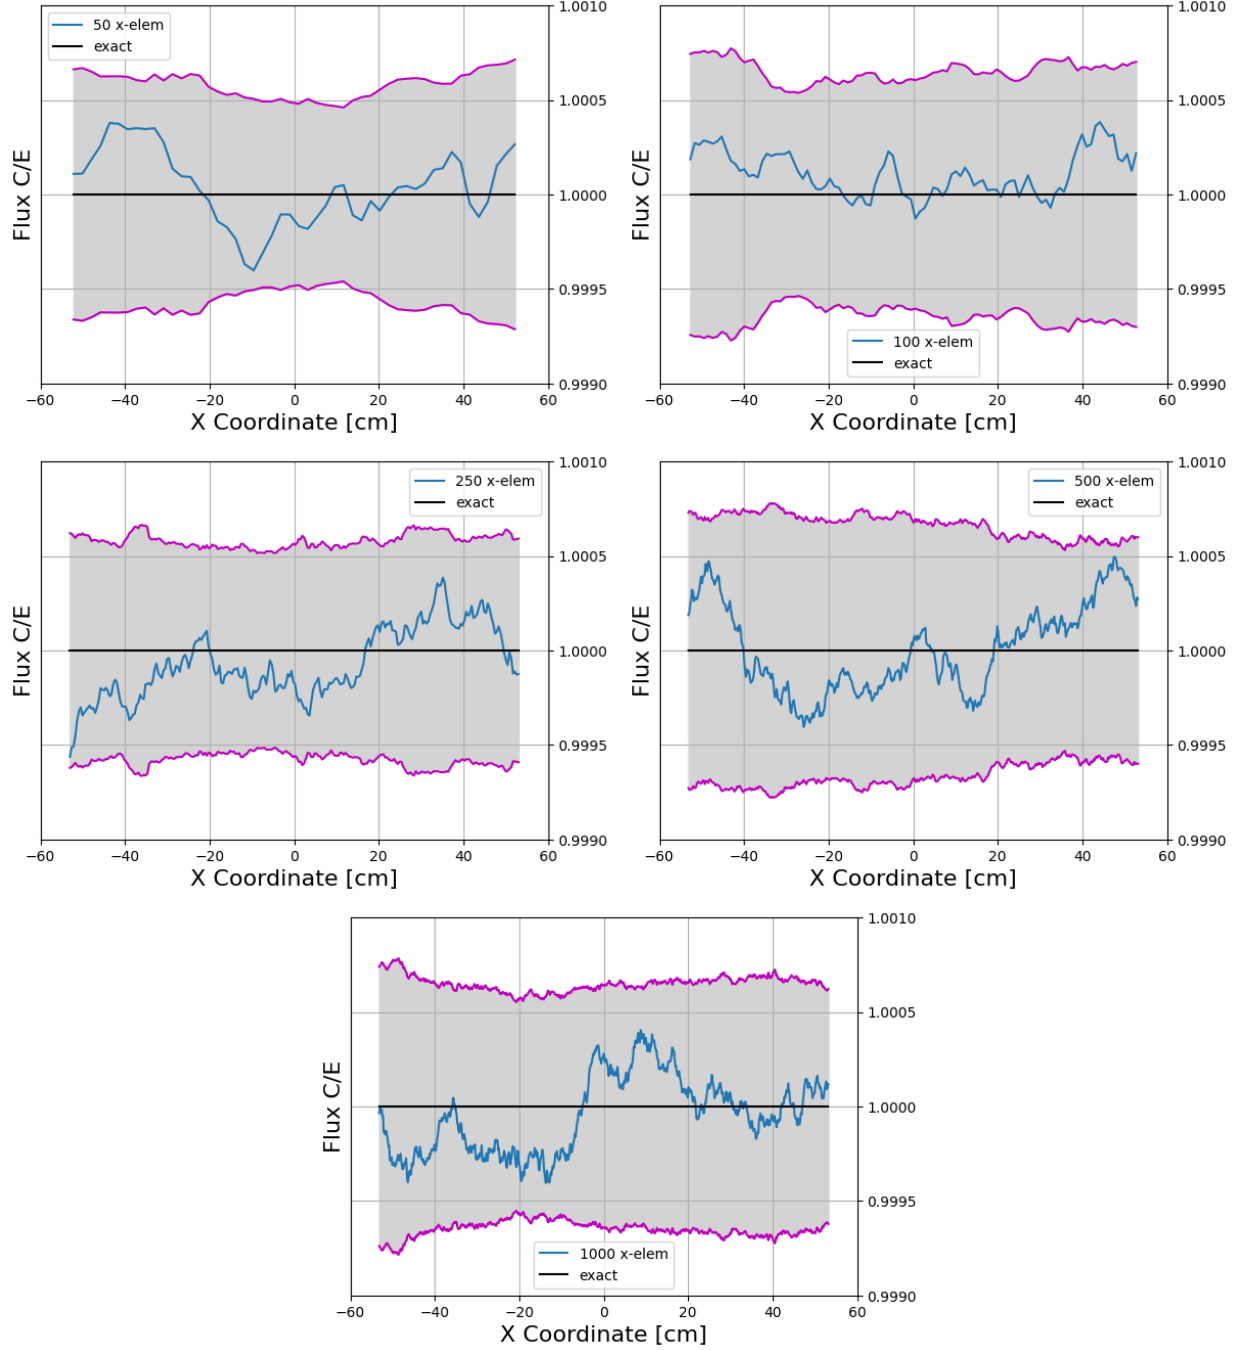 1.0010
1.0005
1.0000
0.9995
0.9990
Flux C/E
50 x-elem
exact
−60 −40 −20 0 20 40 60
X Coordinate [cm]
1.0010
1.0005
1.0000
0.9995
0.9990
Flux C/E
100 x-elem
exact
−60 −40 −20 0 20 40 60
X Coordinate [cm]
1.0010
1.0005
1.0000
0.9995
0.9990
Flux C/E
250 x-elem
exact
−60 −40 −20 0 20 40 60
X Coordinate [cm]
1.0010
1.0005
1.0000
0.9995
0.9990
Flux C/E
500 x-elem
exact
−60 −40 −20 0 20 40 60
X Coordinate [cm]
1.0010
1.0005
1.0000
0.9995
0.9990
Flux C/E
1000 x-elem
exact
−60 −40 −20 0 20 40 60
X Coordinate [cm]